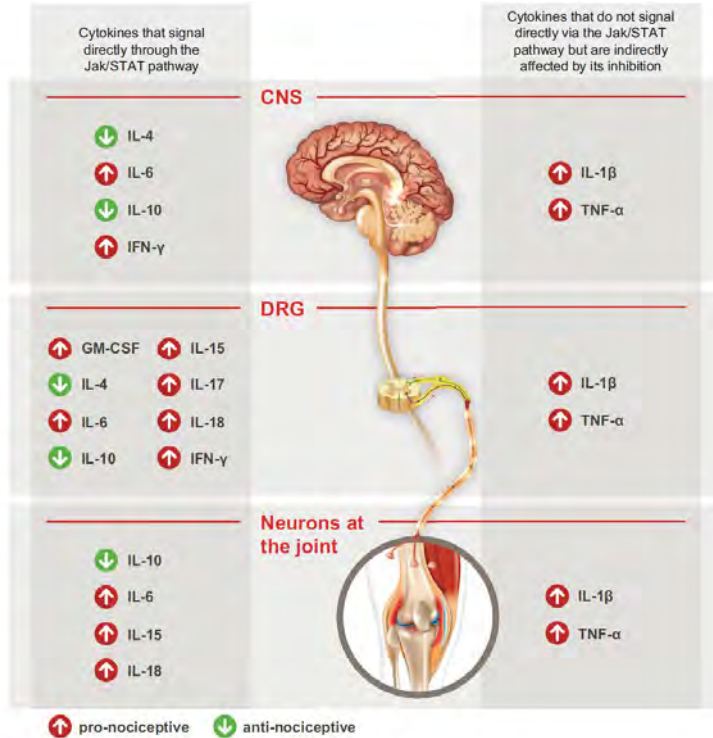 Cytokines that signal
directly through the
Jak/STAT pathway
Cytokines that do not signal
directly via the Jak/STAT
pathway but are indirectly
affected by its inhibition
CNS
IL-4
IL-6
IL-10
IFN-γ
IL-1β
TNF-α
DRG
GM-CSF
IL-4
IL-6
IL-10
IL-15
IL-17
IL-18
IFN-γ
IL-1β
TNF-α
Neurons at
the joint
IL-10
IL-6
IL-15
IL-18
IL-1β
TNF-α
pro-nociceptive
anti-nociceptive